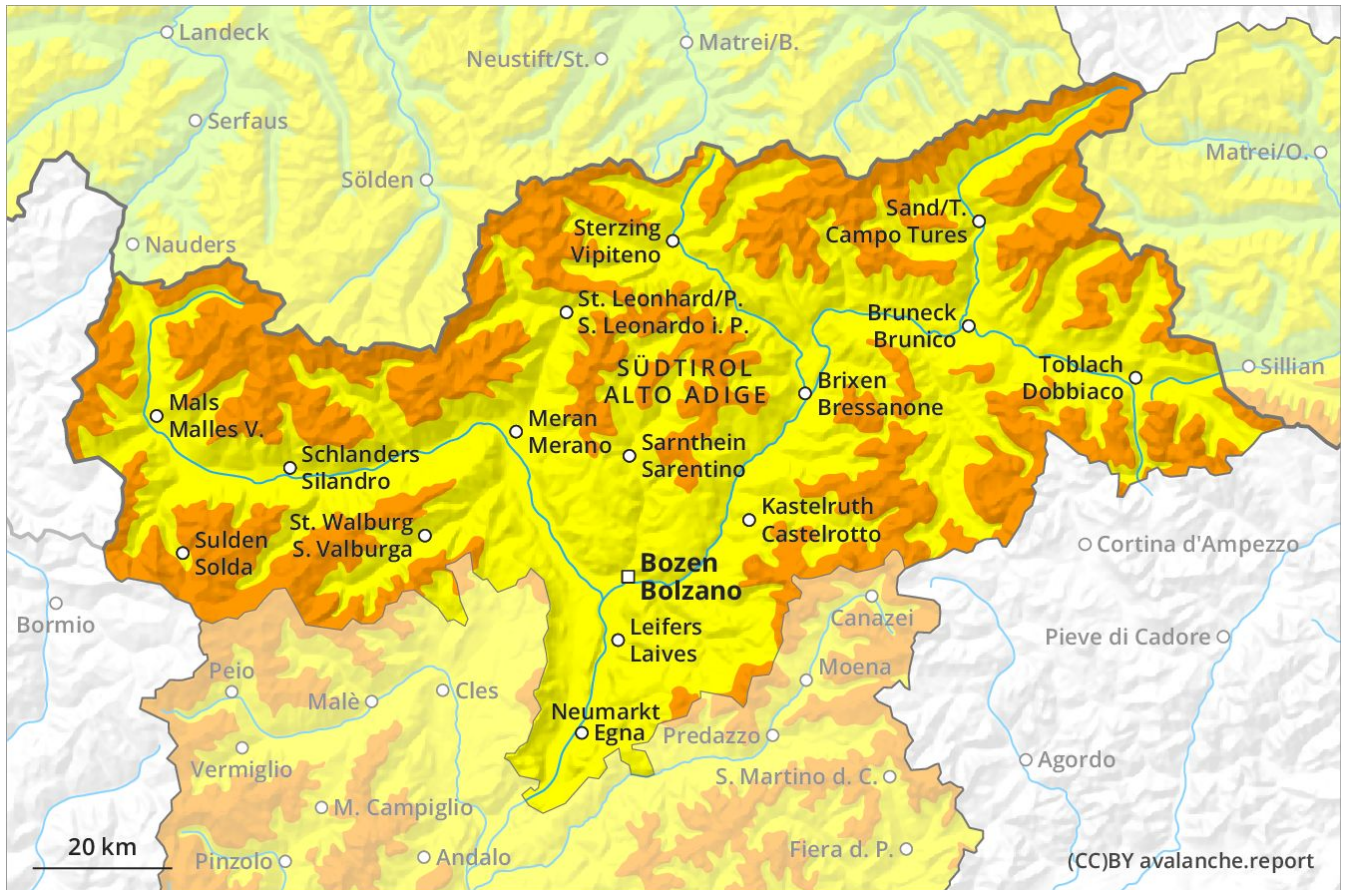 Landeck
Matrei/B.
Neustift/St.
Serfaus
Matrei/O.
Sölden
Sand/T.
Campo Tures
Sterzing
Vipiteno
Nauders
St. Leonhard/P.
S. Leonardo i. P.
Bruneck
Brunico
SÜDTIROL
ALTO ADIGE
Toblach
Dobbiaco
Sillian
Brixen
Bressanone
Mals
Malles V.
Meran
Merano
Sarnthein
Sarentino
Schlanders
Silandro
St. Walburg
S. Valburga
Kastelruth
Castelrotto
Sulden
Solda
Cortina d'Ampezzo
Bozen
Bolzano
Bormio
Canazei
Leifers
Laives
Pieve di Cadore
Peio
Moena
Malè
Cles
Neumarkt
Egna
Predazzo
Vermiglio
Agordo
S. Martino d. C.
M. Campiglio
20 km
Pinzolo
Andalo
Fiera d. P.
(CC)BY avalanche.report